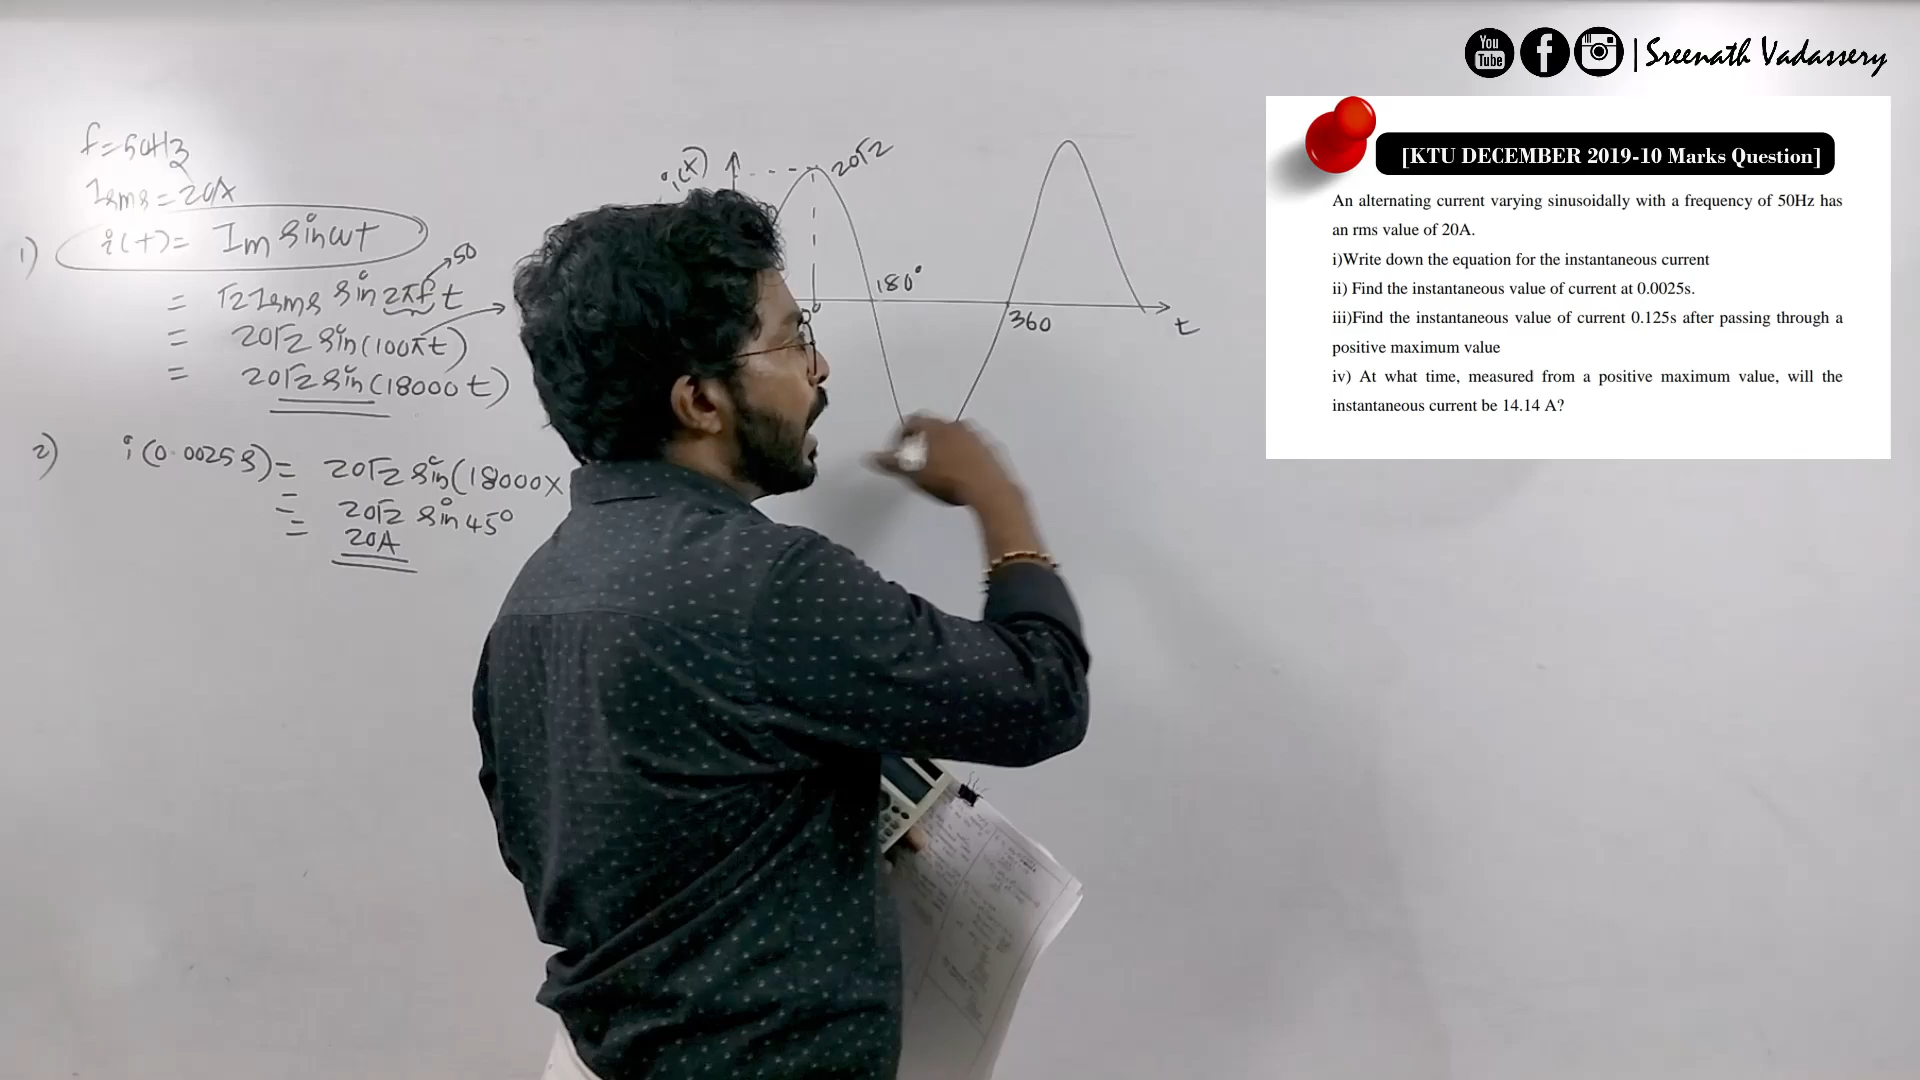 You
Tube
f
| Sreenath Vadassery
[KTU DECEMBER 2019-10 Marks Question]
An alternating current varying sinusoidally with a frequency of 50Hz has
an rms value of 20A.
i)Write down the equation for the instantaneous current
ii) Find the instantaneous value of current at 0.0025s.
iii)Find the instantaneous value of current 0.125s after passing through a
positive maximum value
iv) At what time, measured from a positive maximum value, will the
instantaneous current be 14.14 A?
f=50Hz
Irms=20A
1) i(t)= Im sinωt
= √2 Irms sin 2πf t
50
= 20√2 sin(100πt)
= 20√2 sin(18000 t)
2) i(0.0025s)= 20√2 sin(18000x
= 20√2 sin 45°
= 20A
20√2
180°
360
t